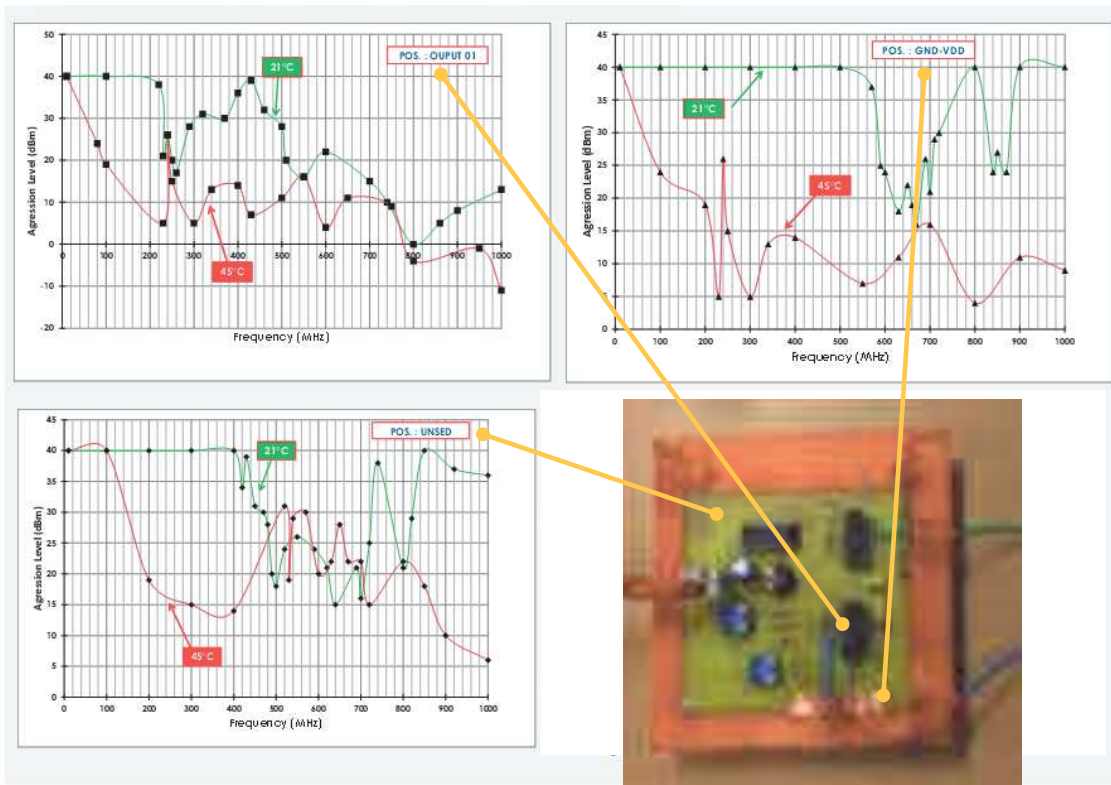 50
40
30
20
10
0
-10
-20
Agression Level (dBm)
POS. : OUPUT 01
21°C
45°C
0 100 200 300 400 500 600 700 800 900 1000
Frequency (MHz)
45
40
35
30
25
20
15
10
5
0
Agression Level (dBm)
POS. : GND-VDD
21°C
45°C
0 100 200 300 400 500 600 700 800 900 1000
Frequency (MHz)
45
40
35
30
25
20
15
10
5
0
Agression Level (dBm)
POS. : UNSED
21°C
45°C
0 100 200 300 400 500 600 700 800 900 1000
Frequency (MHz)